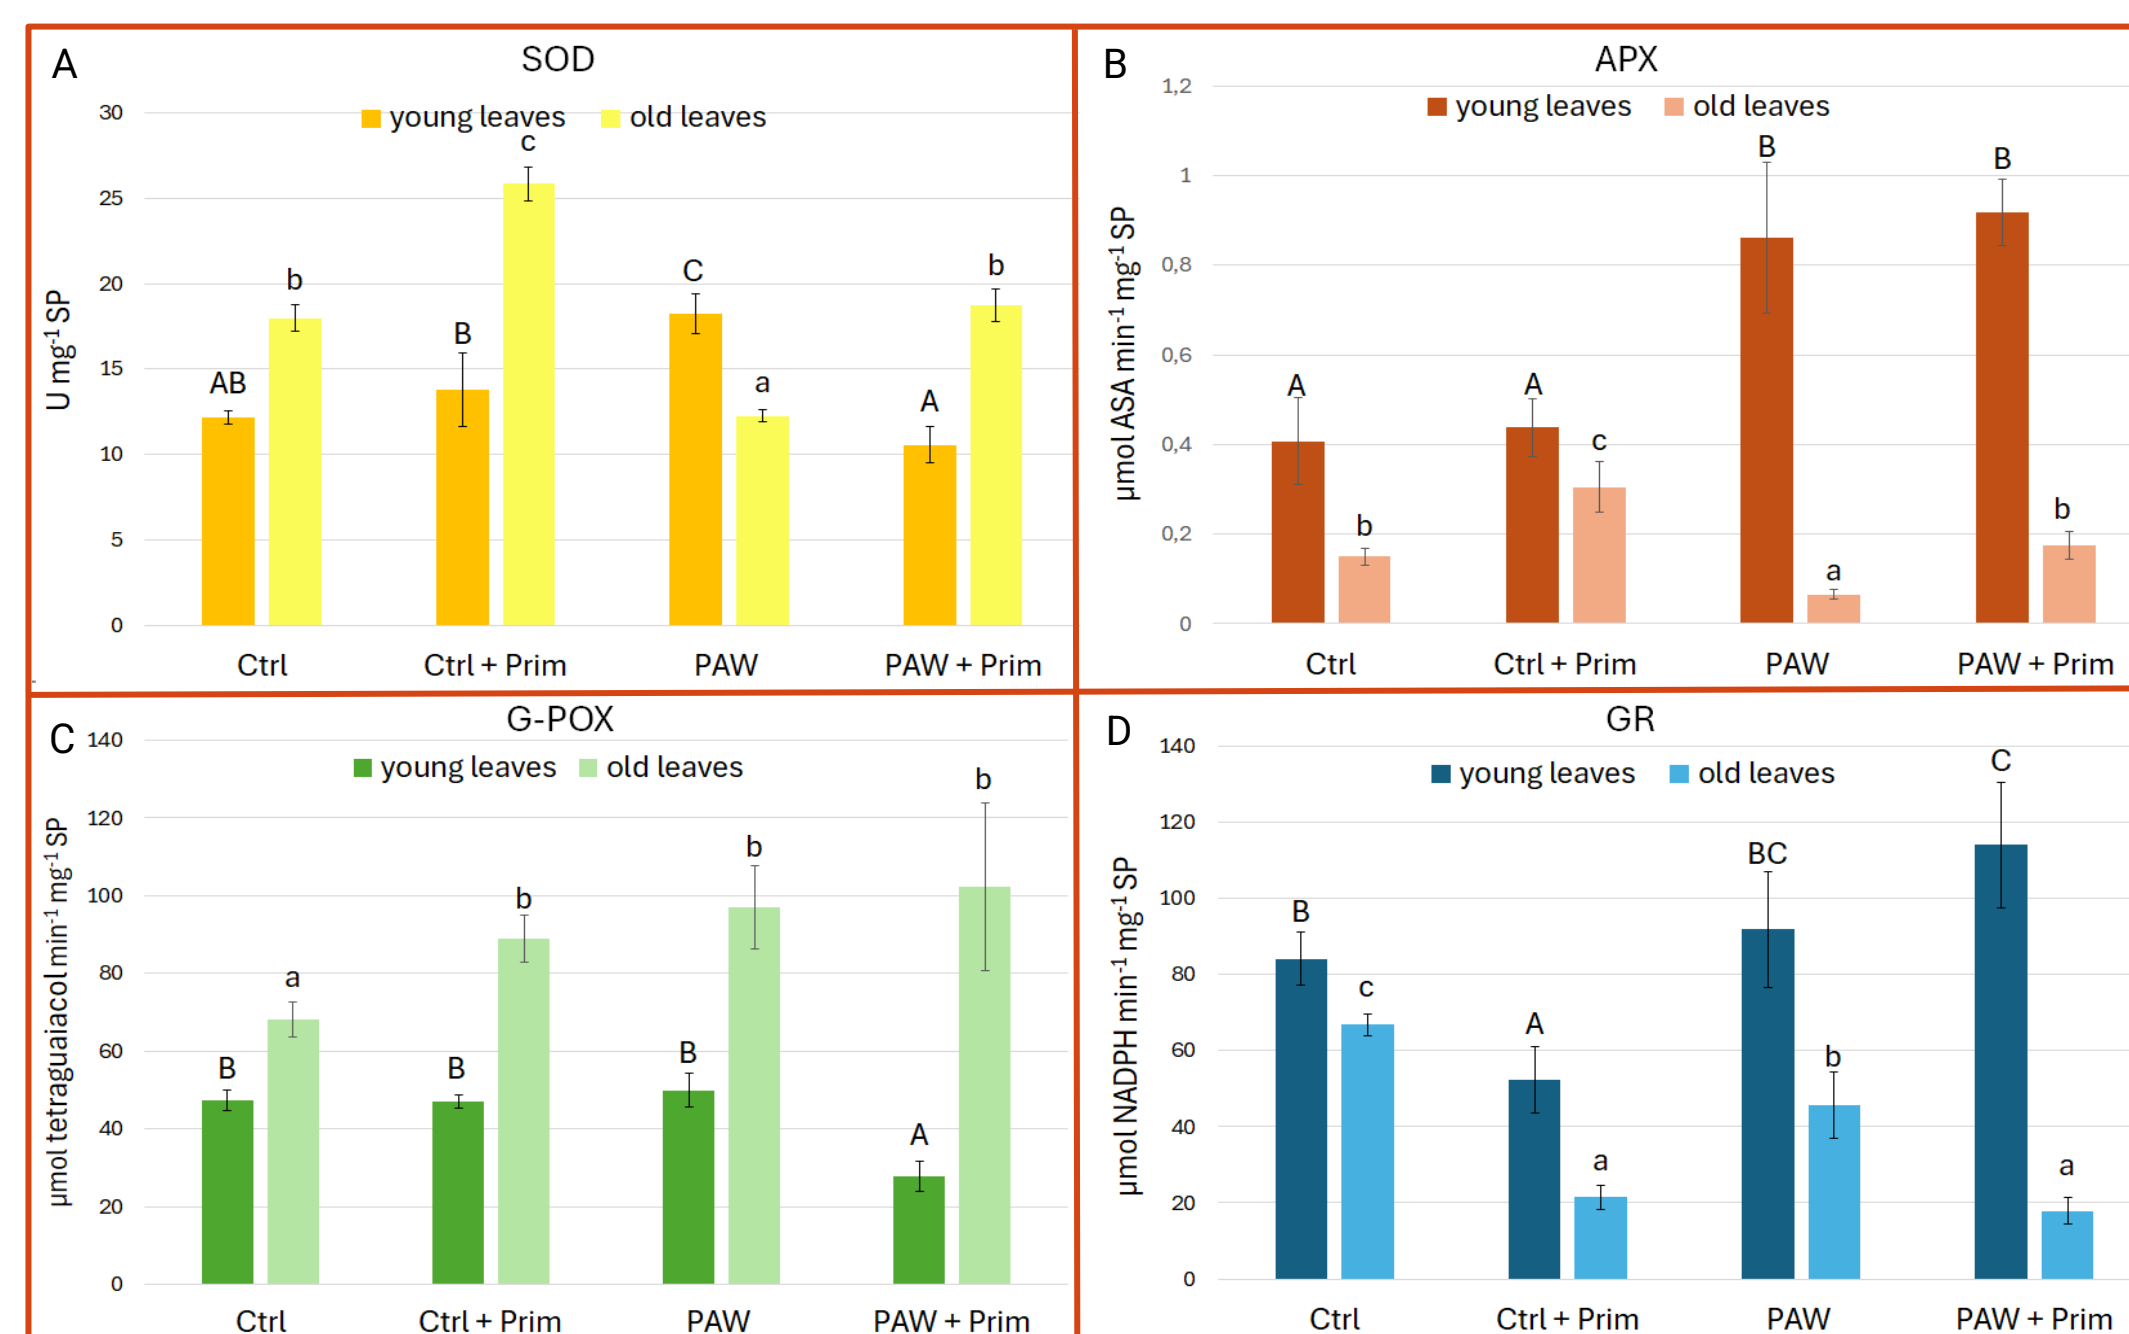 A
SOD
young leaves old leaves
U mg⁻¹ SP
30
25
20
15
10
5
0
AB b
B c
C a
A b
Ctrl Ctrl + Prim PAW PAW + Prim
B
APX
young leaves old leaves
µmol ASA min⁻¹ mg⁻¹ SP
1,2
1
0,8
0,6
0,4
0,2
0
A b
A c
B a
B b
Ctrl Ctrl + Prim PAW PAW + Prim
C
G-POX
young leaves old leaves
µmol tetraguaiacol min⁻¹ mg⁻¹ SP
140
120
100
80
60
40
20
0
B a
B b
B b
A b
Ctrl Ctrl + Prim PAW PAW + Prim
D
GR
young leaves old leaves
µmol NADPH min⁻¹ mg⁻¹ SP
140
120
100
80
60
40
20
0
B c
A a
BC b
C a
Ctrl Ctrl + Prim PAW PAW + Prim